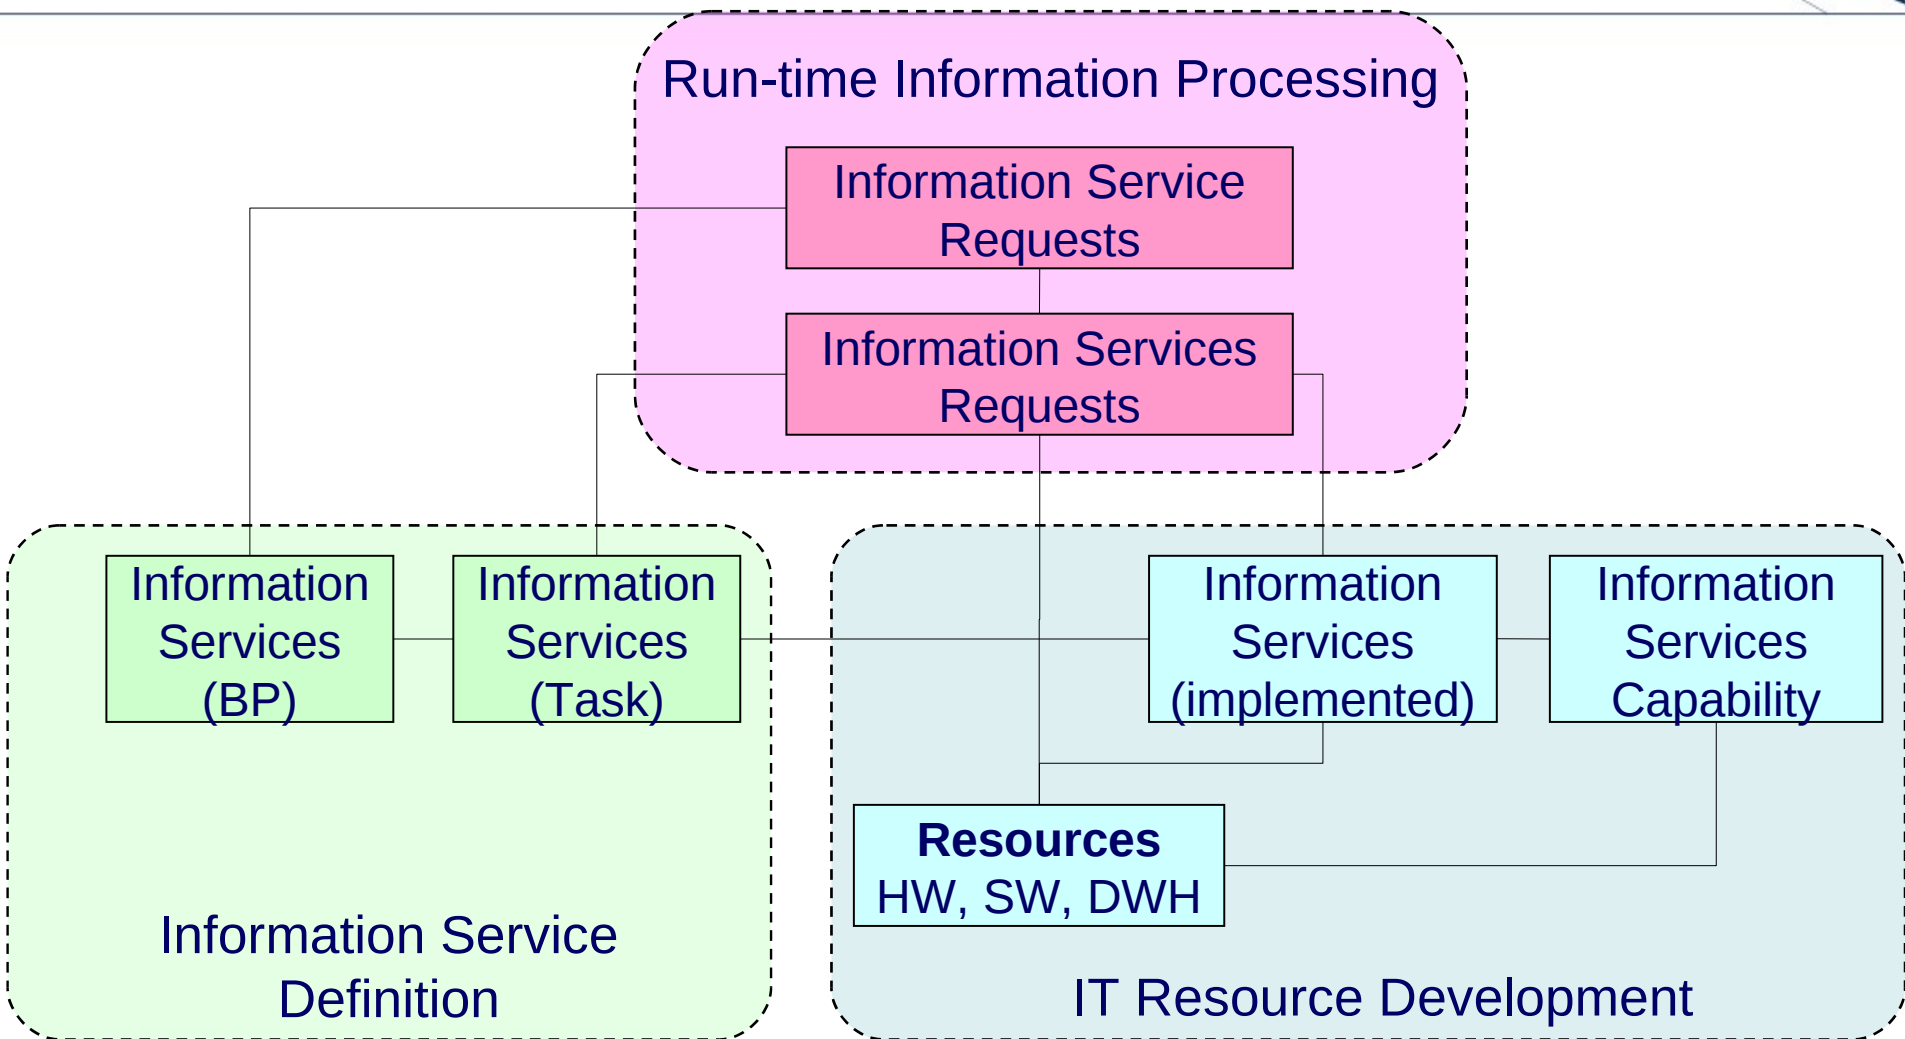 Run-time Information Processing
Information Service
Requests
Information Services
Requests
Information
Services
(BP)
Information
Services
(Task)
Information
Services
(implemented)
Information
Services
Capability
Resources
HW, SW, DWH
Information Service
Definition
IT Resource Development